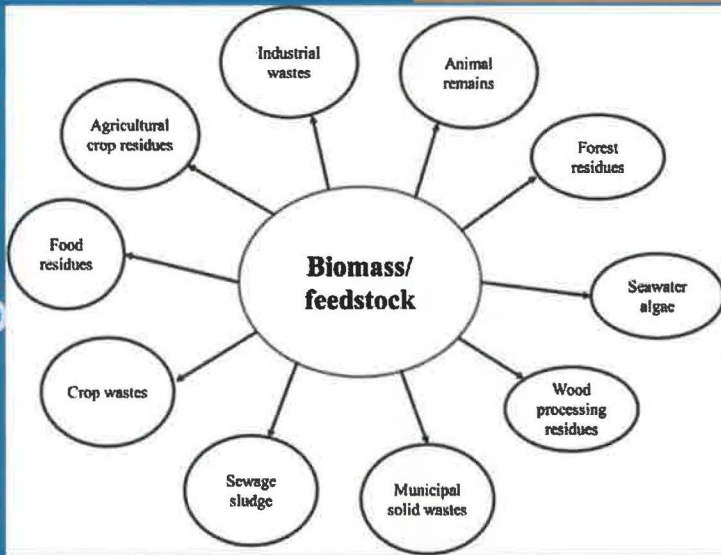 Industrial
wastes
Animal
remains
Agricultural
crop residues
Forest
residues
Food
residues
Biomass/
feedstock
Seawater
algae
Crop wastes
Wood
processing
residues
Sewage
sludge
Municipal
solid wastes